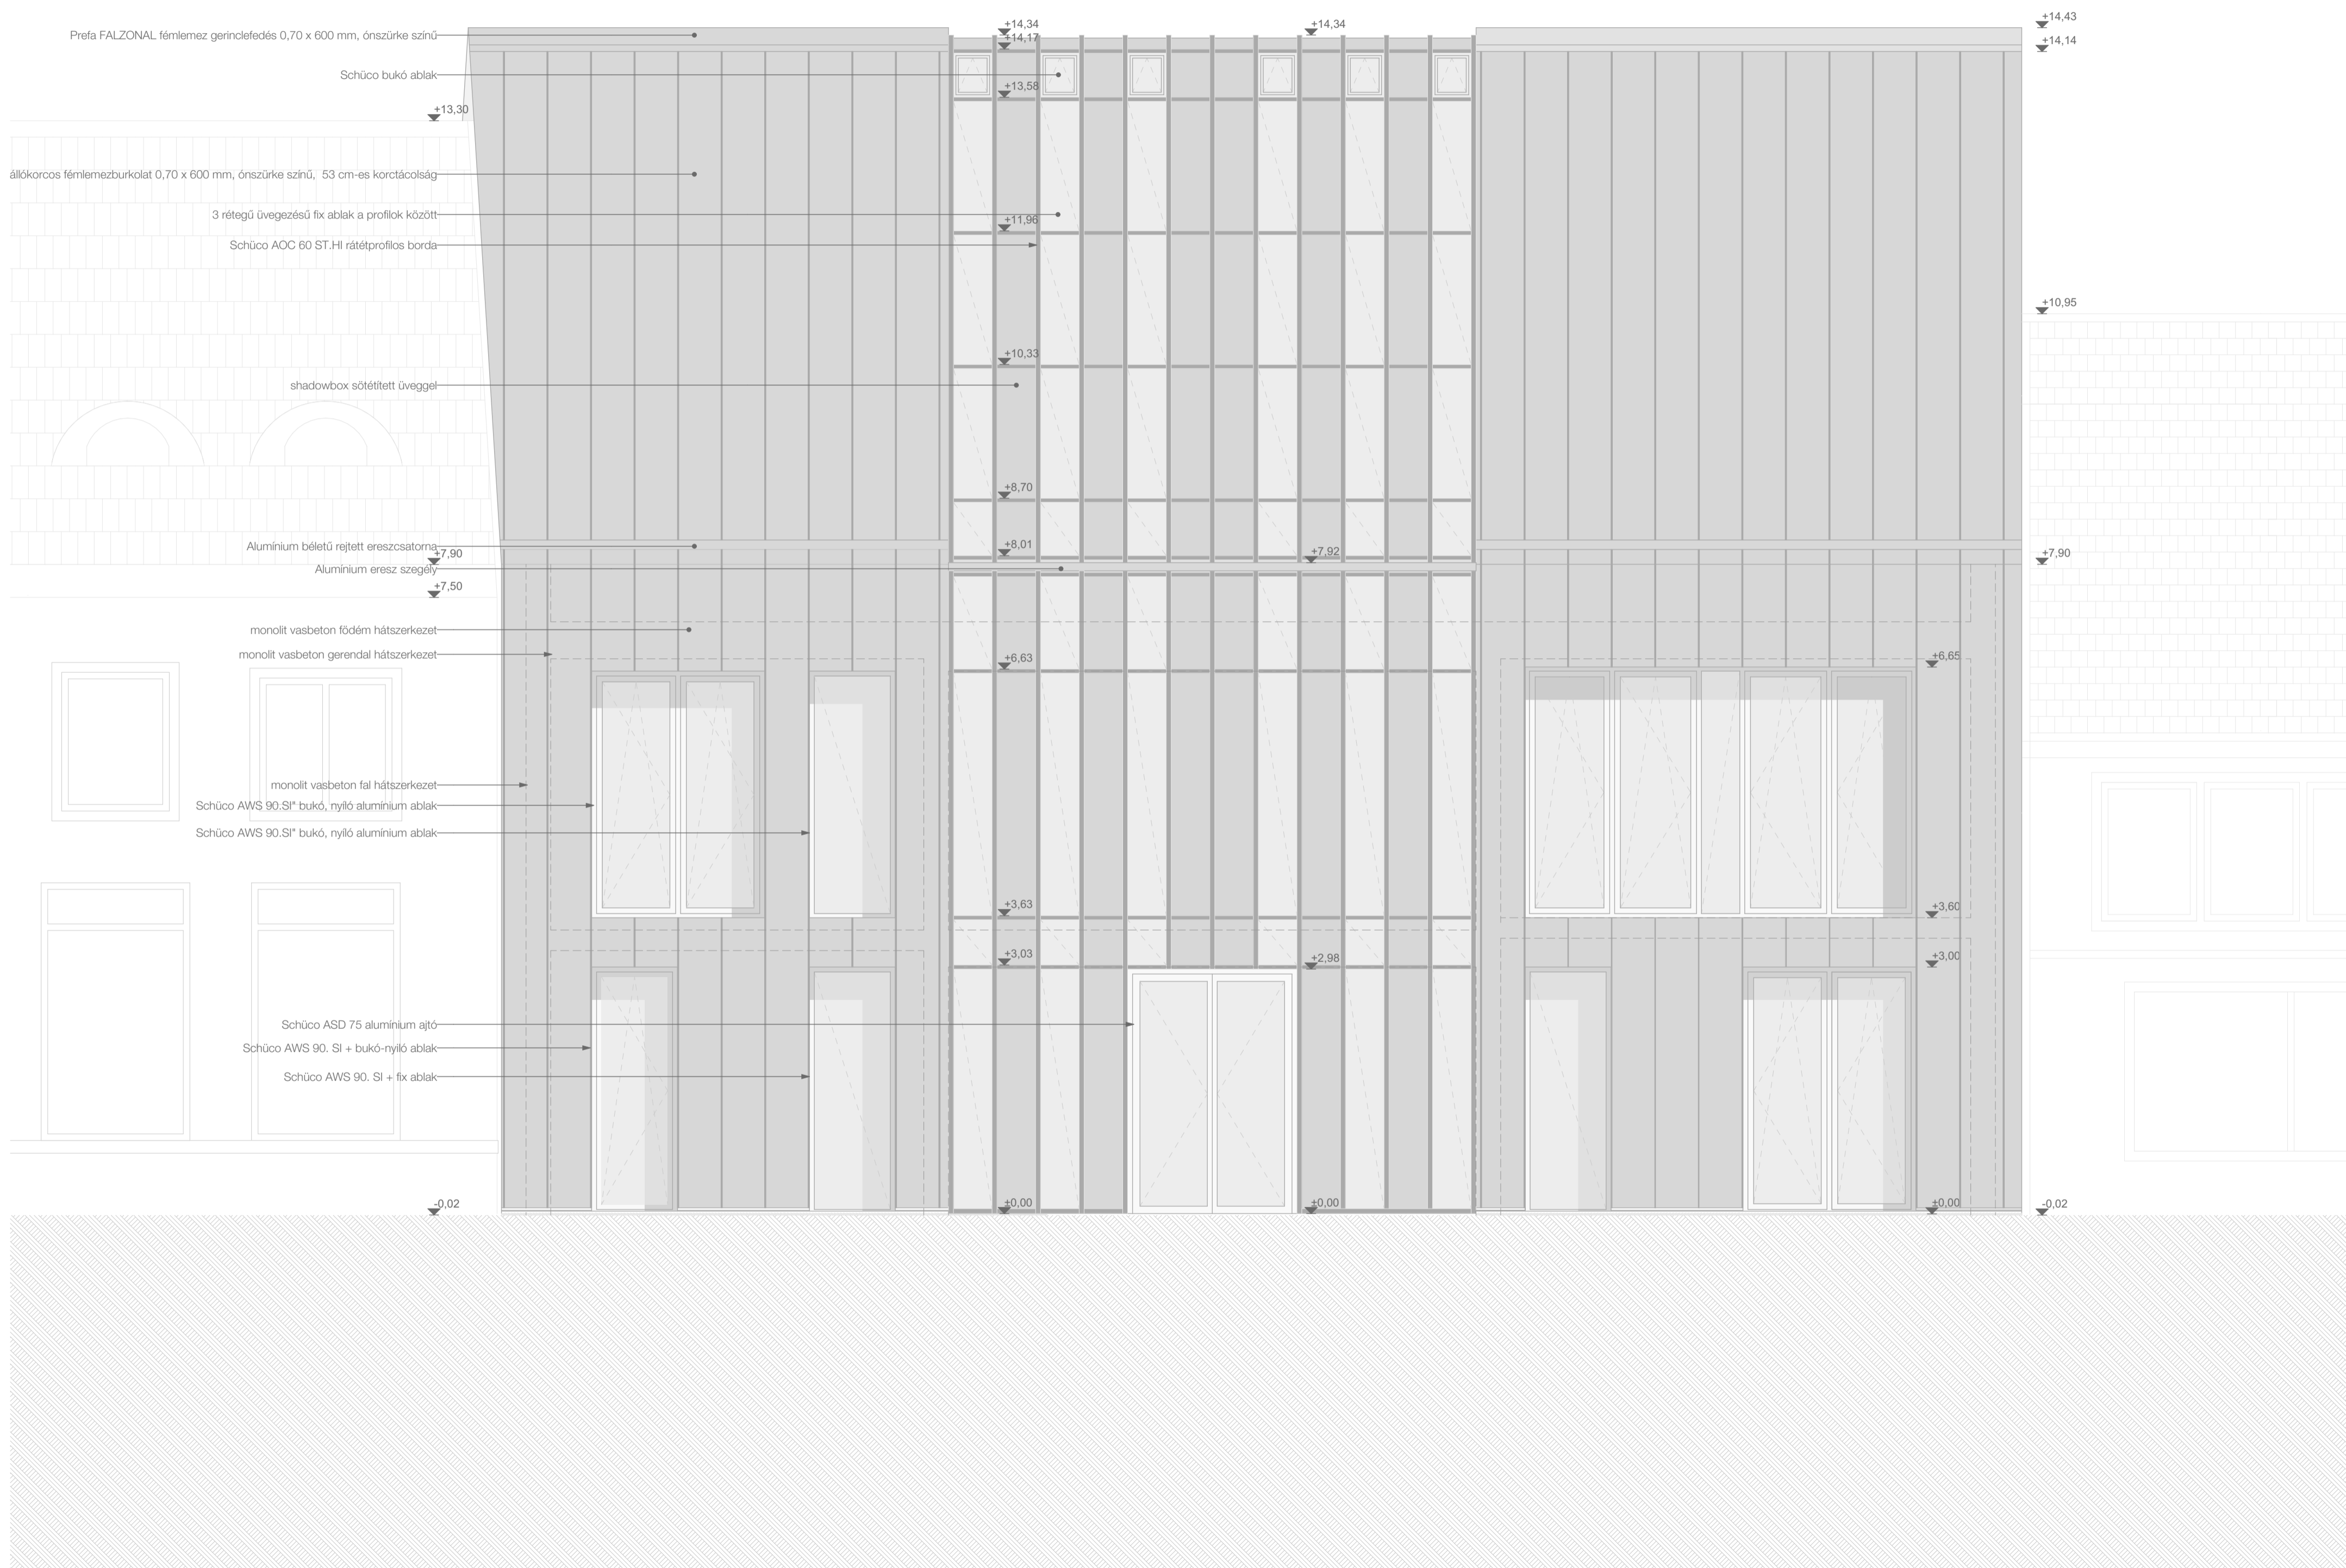 +14,43
+14,34
+14,34
Prefa FALZONAL fémlemez gerinclefedés 0,70 x 600 mm, ónszürke színű
+14,17
+14,14
Schüco bukó ablak
+13,58
+13,30
állókorcos fémlemezburkolat 0,70 x 600 mm, ónszürke színű, 53 cm-es korctácolság
3 rétegű üvegezésű fix ablak a profilok között
+11,96
Schüco AOC 60 ST.HI rátétprofilos borda
+10,95
+10,33
shadowbox sötétített üveggel
+8,70
Alumínium béletű rejtett ereszcsatorna
+8,01
+7,90
+7,92
+7,90
Alumínium eresz szegély
+7,50
monolit vasbeton födém hátszerkezet
monolit vasbeton gerendal hátszerkezet
+6,63
+6,65
monolit vasbeton fal hátszerkezet
Schüco AWS 90.SI" bukó, nyíló alumínium ablak
Schüco AWS 90.SI" bukó, nyíló alumínium ablak
+3,63
+3,60
+3,03
+2,98
+3,00
Schüco ASD 75 alumínium ajtó
Schüco AWS 90. SI + bukó-nyiló ablak
Schüco AWS 90. SI + fix ablak
-0,02
±0,00
±0,00
±0,00
-0,02